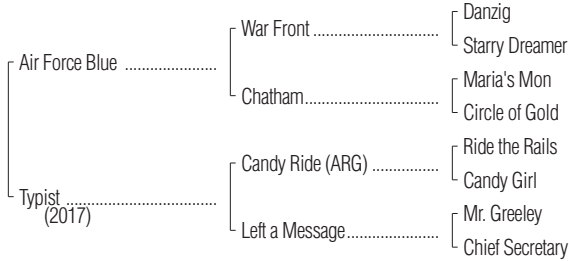 Danzig
War Front ..............................
Starry Dreamer
Air Force Blue ......................
Maria's Mon
Chatham................................
Circle of Gold
Ride the Rails
Candy Ride (ARG) ...............
Candy Girl
Typist ....................................
(2017)
Mr. Greeley
Left a Message......................
Chief Secretary